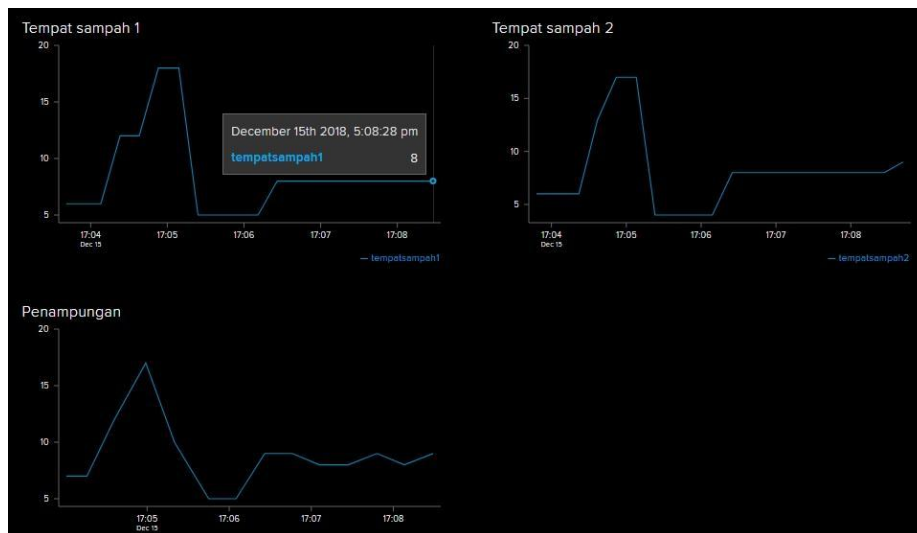 Tempat sampah 1
20
15
10
5
December 15th 2018, 5:08:28 pm
tempatsampah1 8
17:04 17:05 17:06 17:07 17:08
Dec 15
— tempatsampah1
Tempat sampah 2
20
15
10
5
17:04 17:05 17:06 17:07 17:08
Dec 15
— tempatsampah2
Penampungan
20
15
10
5
17:05 17:06 17:07 17:08
Dec 15